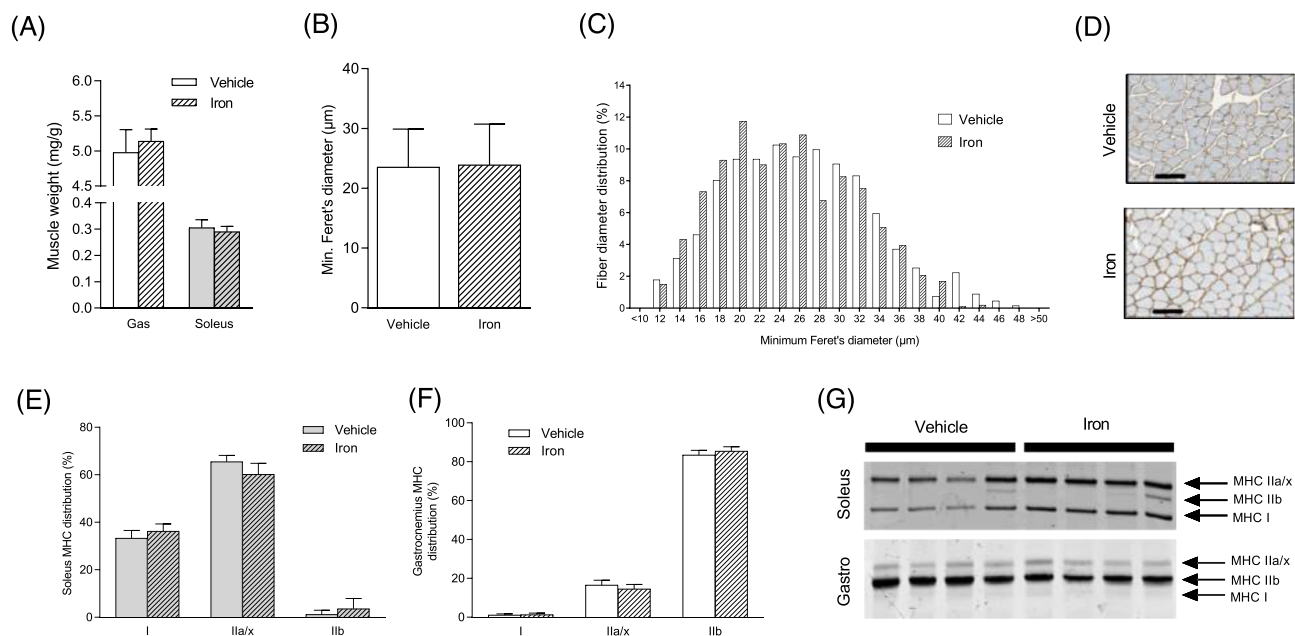 (A)
Muscle weight (mg/g)
6.0
5.5
5.0
4.5
0.4
0.3
0.2
0.1
0.0
Gas
Soleus
Vehicle
Iron
(B)
Min. Feret's diameter (µm)
40
30
20
10
0
Vehicle
Iron
(C)
Fiber diameter distribution (%)
14
12
10
8
6
4
2
0
<10 12 14 16 18 20 22 24 26 28 30 32 34 36 38 40 42 44 46 48 >50
Minimum Feret's diameter (µm)
Vehicle
Iron
(D)
Vehicle
Iron
(E)
Soleus MHC distribution (%)
80
60
40
20
0
I
IIa/x
IIb
Vehicle
Iron
(F)
Gastrocnemius MHC
distribution (%)
100
80
60
40
20
0
I
IIa/x
IIb
Vehicle
Iron
(G)
Vehicle
Iron
Soleus
MHC IIa/x
MHC IIb
MHC I
Gastro
MHC IIa/x
MHC IIb
MHC I